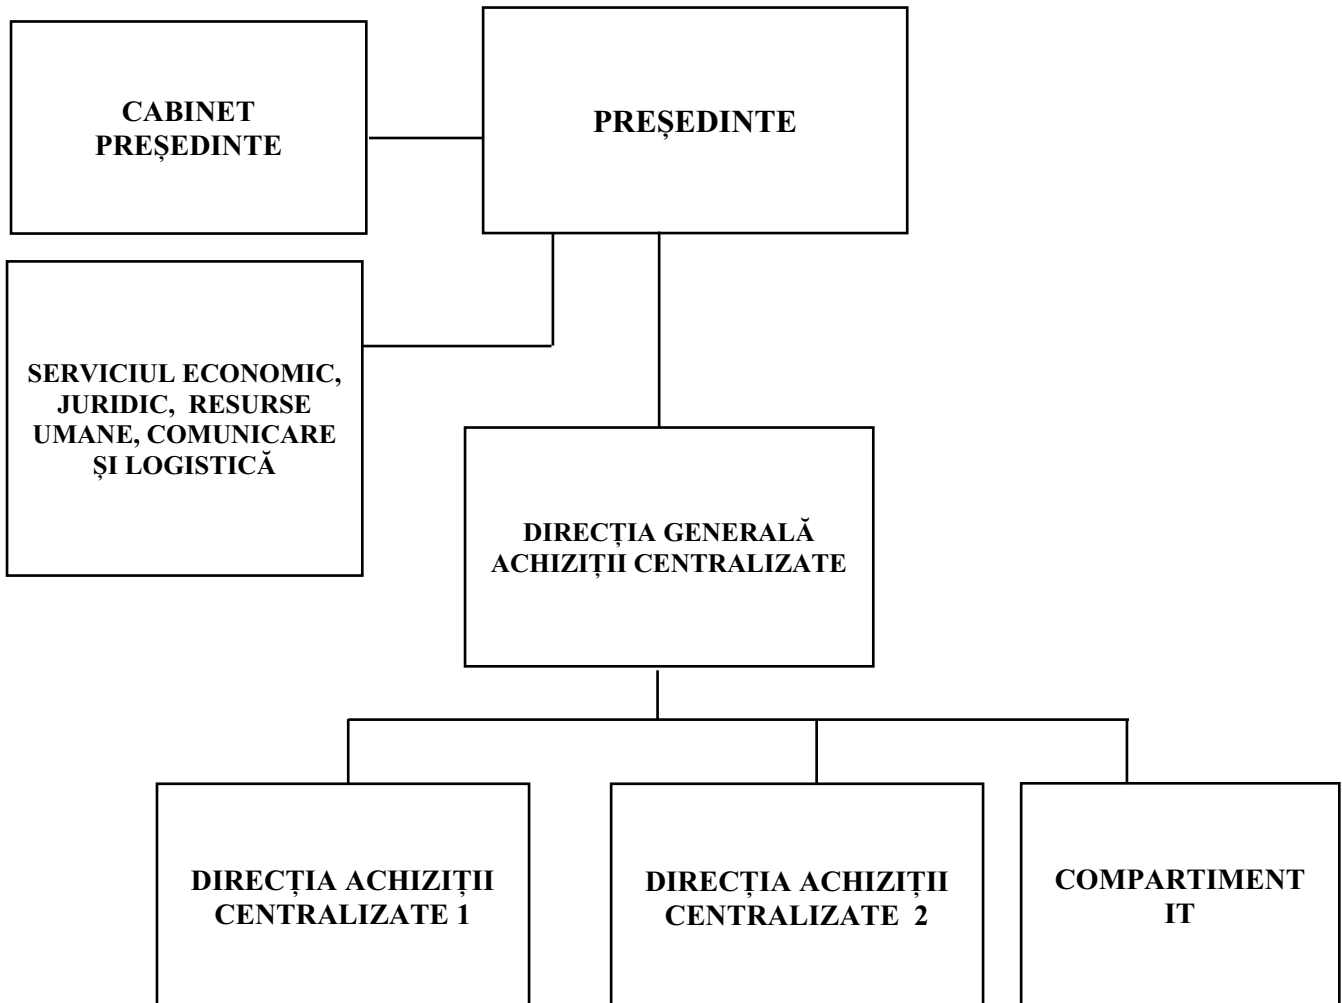 CABINET
PREȘEDINTE
PREȘEDINTE
SERVICIUL ECONOMIC,
JURIDIC, RESURSE
UMANE, COMUNICARE
ȘI LOGISTICĂ
DIRECȚIA GENERALĂ
ACHIZIȚII CENTRALIZATE
DIRECȚIA ACHIZIȚII
CENTRALIZATE 1
DIRECȚIA ACHIZIȚII
CENTRALIZATE 2
COMPARTIMENT
IT